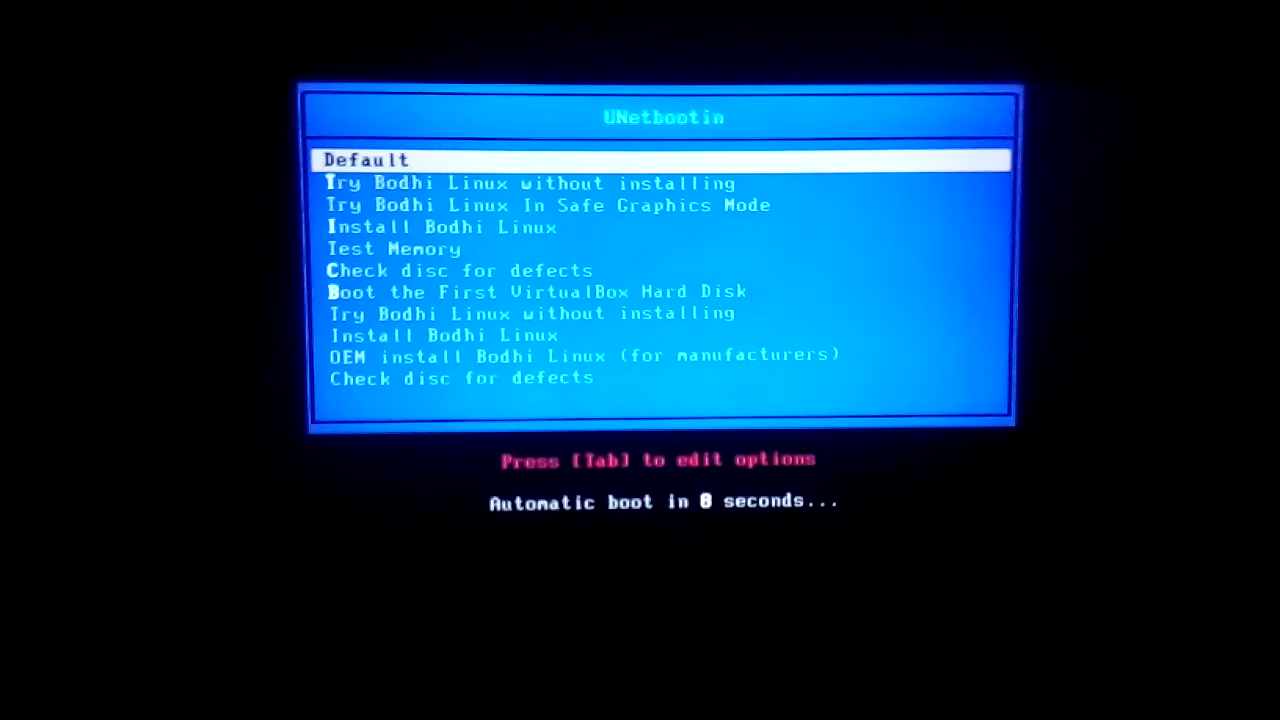 UNetbootin
Default
Try Bodhi Linux without installing
Try Bodhi Linux In Safe Graphics Mode
Install Bodhi Linux
Test Memory
Check disc for defects
Boot the First VirtualBox Hard Disk
Try Bodhi Linux without installing
Install Bodhi Linux
OEM install Bodhi Linux (for manufacturers)
Check disc for defects
Press [Tab] to edit options
Automatic boot in 8 seconds...